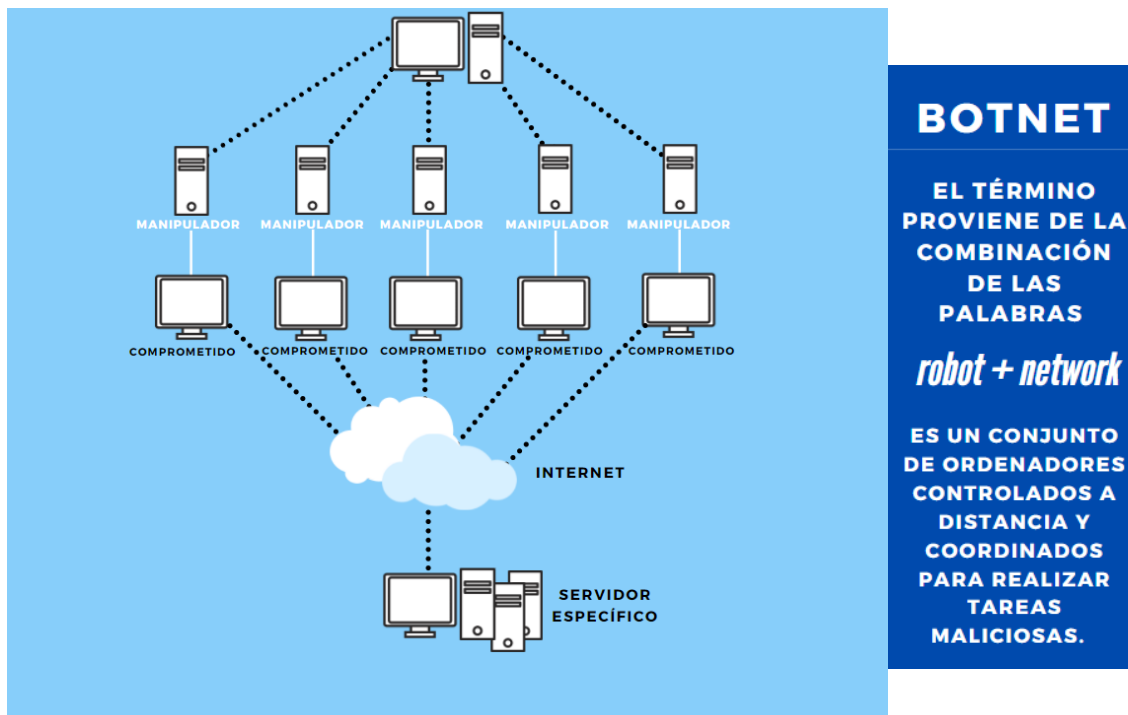 MANIPULADOR MANIPULADOR MANIPULADOR MANIPULADOR MANIPULADOR
COMPROMETIDO COMPROMETIDO COMPROMETIDO COMPROMETIDO COMPROMETIDO
INTERNET
SERVIDOR
ESPECÍFICO
BOTNET
EL TÉRMINO
PROVIENE DE LA
COMBINACIÓN
DE LAS
PALABRAS
robot + network
ES UN CONJUNTO
DE ORDENADORES
CONTROLADOS A
DISTANCIA Y
COORDINADOS
PARA REALIZAR
TAREAS
MALICIOSAS.